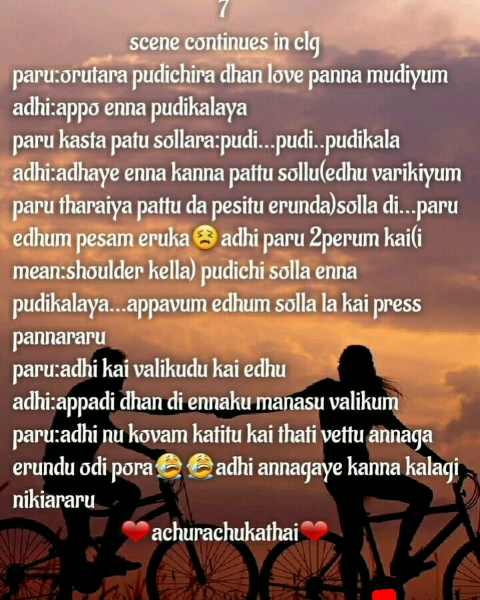 7
scene continues in clg
paru:orutara pudichira dhan love panna mudiyum
adhi:appo enna pudikalaya
paru kasta patu sollara:pudi...pudi..pudikala
adhi:adhaye enna kanna pattu sollu(edhu varikiyum
paru tharaiya pattu da pesitu erunda)solla di...paru
edhum pesam eruka😣adhi paru 2perum kai(i
mean:shoulder kella) pudichi solla enna
pudikalaya...appavum edhum solla la kai press
pannararu
paru:adhi kai valikudu kai edhu
adhi:appadi dhan di ennaku manasu valikum
paru:adhi nu kovam katitu kai thati vettu annaga
erundu odi pora😭😭adhi annagaye kanna kalagi
nikiararu
❤achurachukathai❤